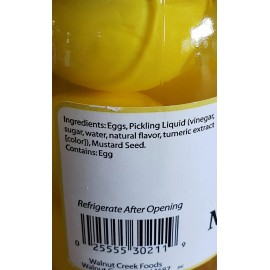 Ingredients: Eggs, Pickling Liquid (vinegar,
sugar, water, natural flavor, tumeric extract
[color]), Mustard Seed.
Contains: Egg
Refrigerate After Opening
0 25555 30211 9
Walnut Creek Foods
Walnut
M